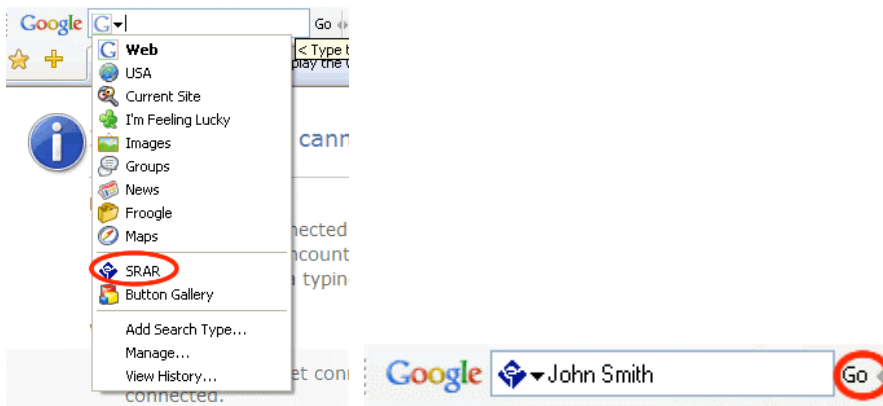 Google G Go
Web
< Type t
USA
play the
Current Site
I'm Feeling Lucky
Images
cann
Groups
News
Froogle
Maps
nected
ncount
SRAR
typin
Button Gallery
Add Search Type...
Manage...
View History...
et conn
connected.
Google John Smith Go